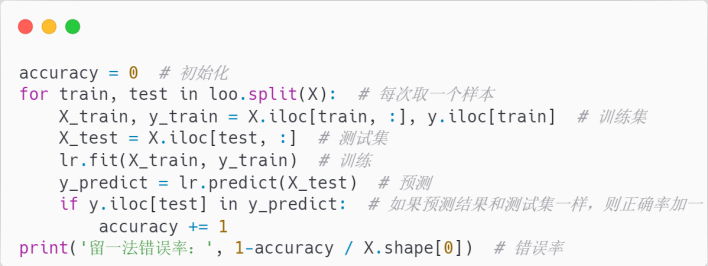 accuracy = 0  # 初始化
for train, test in loo.split(X):  # 每次取一个样本
    X_train, y_train = X.iloc[train, :], y.iloc[train]  # 训练集
    X_test = X.iloc[test, :]  # 测试集
    lr.fit(X_train, y_train)  # 训练
    y_predict = lr.predict(X_test)  # 预测
    if y.iloc[test] in y_predict:  # 如果预测结果和测试集一样，则正确率加一
        accuracy += 1
print('留一法错误率：', 1-accuracy / X.shape[0])  # 错误率